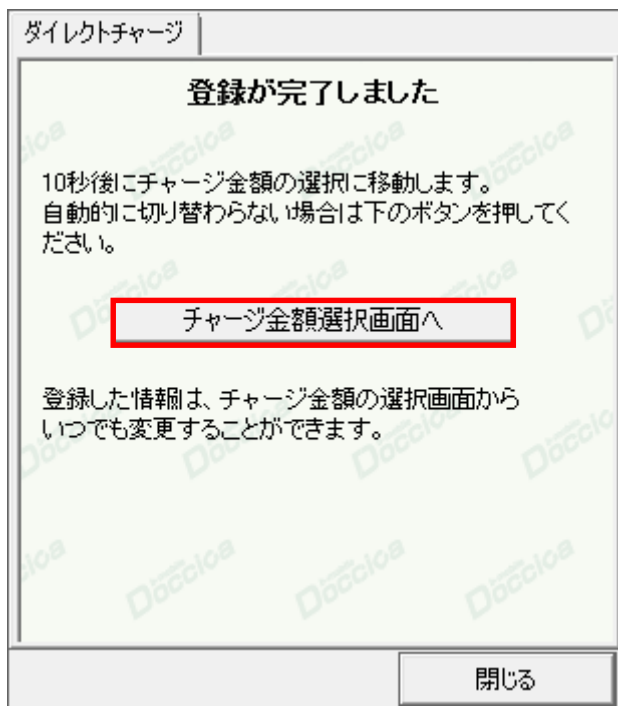 ダイレクトチャージ
登録が完了しました
10秒後にチャージ金額の選択に移動します。
自動的に切り替わらない場合は下のボタンを押してく
ださい。
チャージ金額選択画面へ
登録した情報は、チャージ金額の選択画面から
いつでも変更することができます。
閉じる
Doccica